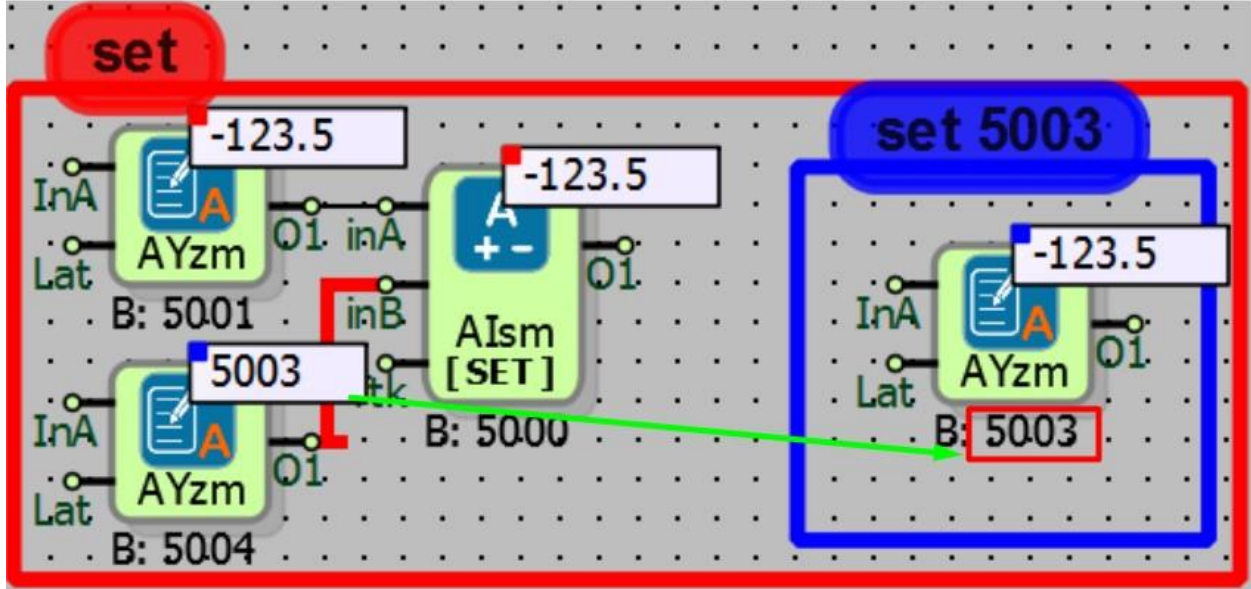 set
set 5003
-123.5
InA
Lat
A
AYzm
O1
B: 5001
-123.5
inA
inB
A
+ -
AIsm
[SET]
O1
B: 5000
5003
InA
Lat
A
AYzm
O1
B: 5004
-123.5
InA
Lat
A
AYzm
O1
B: 5003